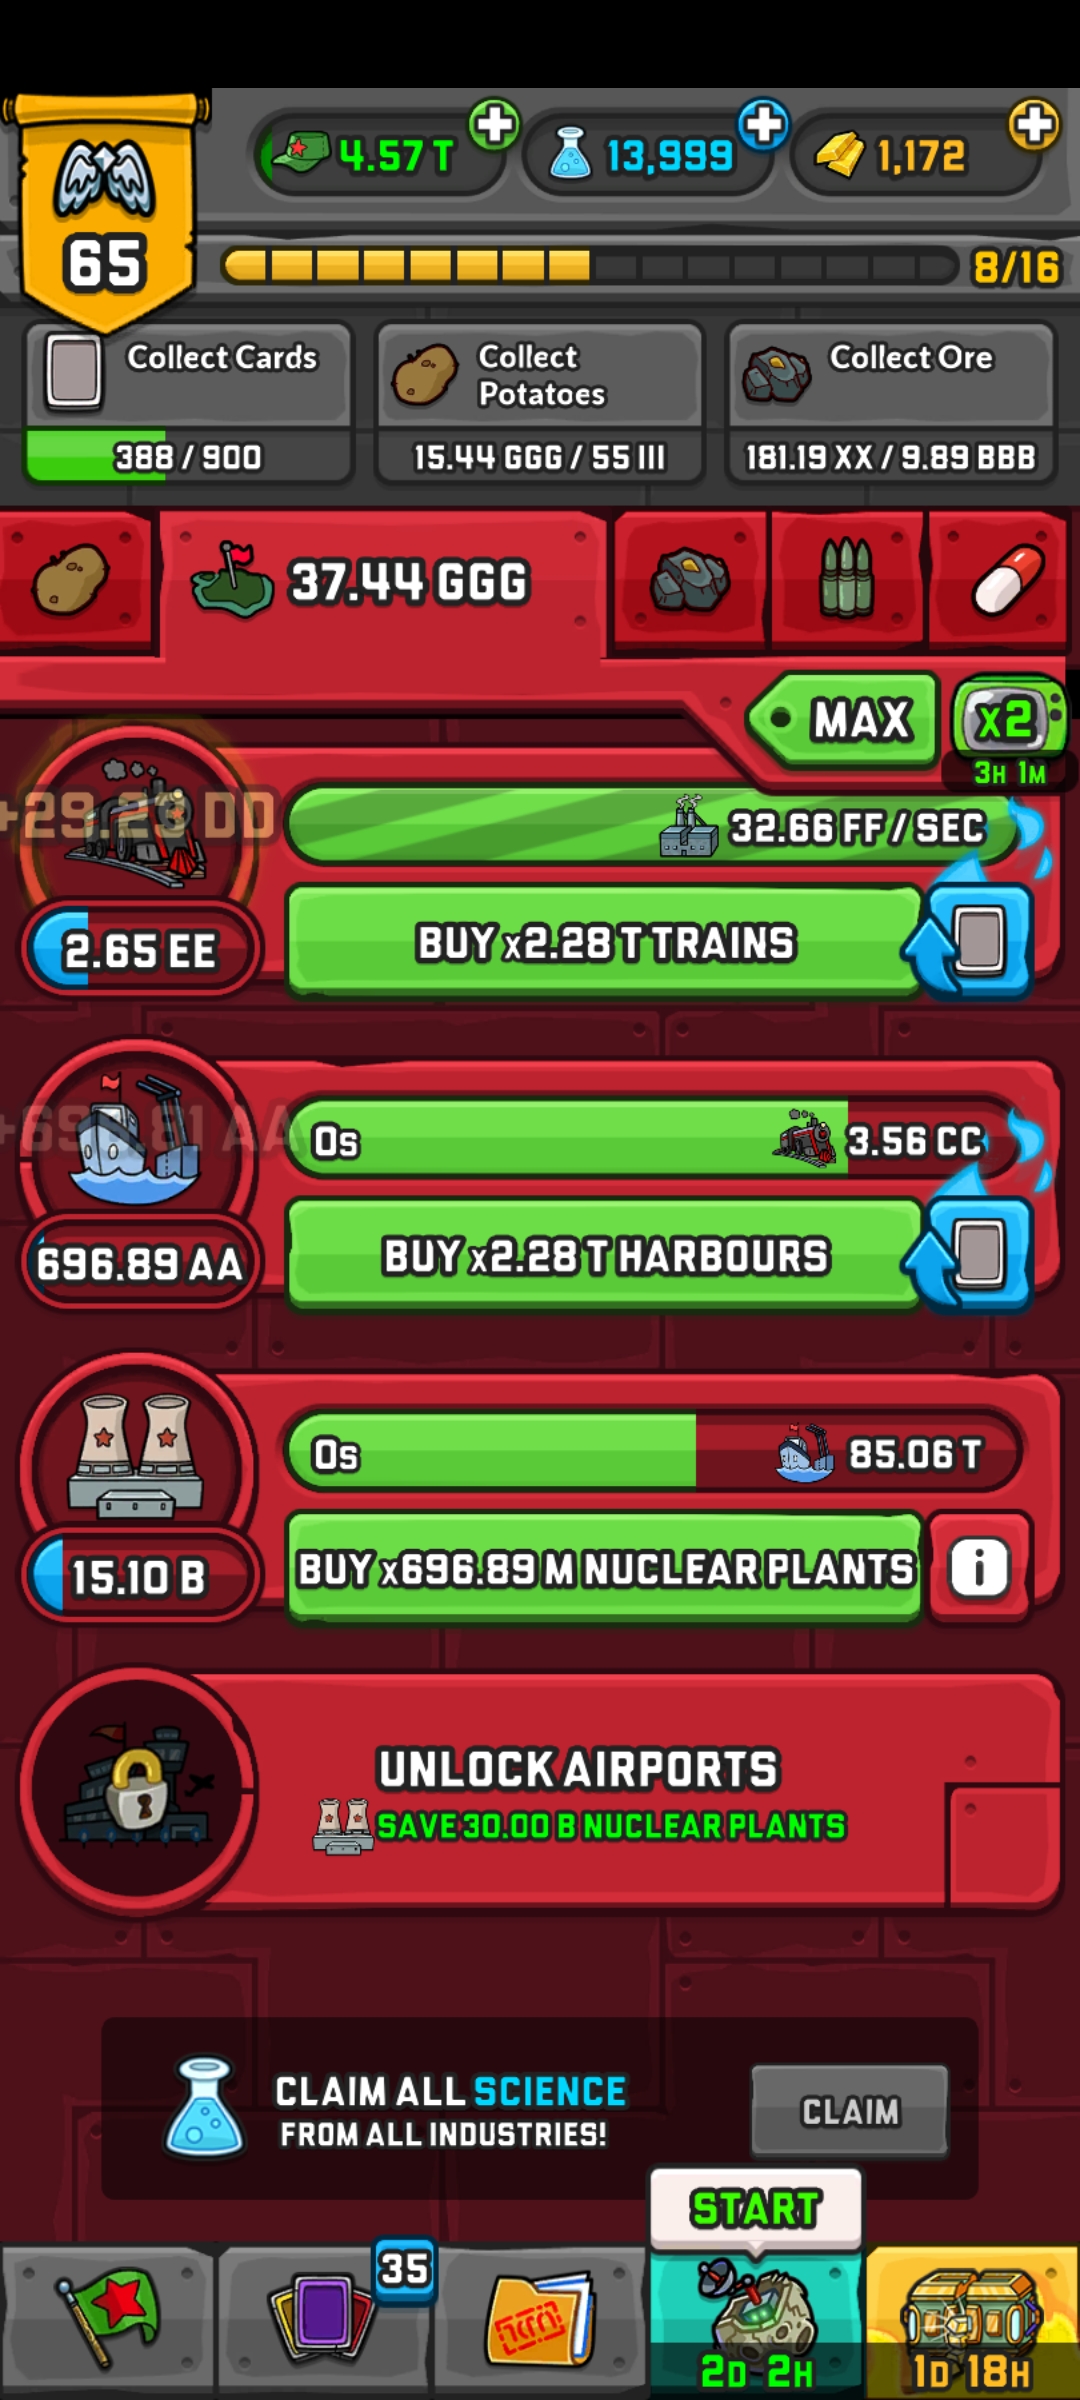 4.57 T
13,999
1,172
65
8/16
Collect Cards
388 / 900
Collect
Potatoes
15.44 GGG / 55 III
Collect Ore
181.19 XX / 9.89 BBB
37.44 GGG
MAX
x2
3H 1M
+29.29 DD
32.66 FF / SEC
2.65 EE
BUY x2.28 T TRAINS
0s
3.56 CC
696.89 AA
BUY x2.28 T HARBOURS
0s
85.06 T
15.10 B
BUY x696.89 M NUCLEAR PLANTS
i
UNLOCK AIRPORTS
SAVE 30.00 B NUCLEAR PLANTS
CLAIM ALL SCIENCE
FROM ALL INDUSTRIES!
CLAIM
START
35
2D 2H
1D 18H